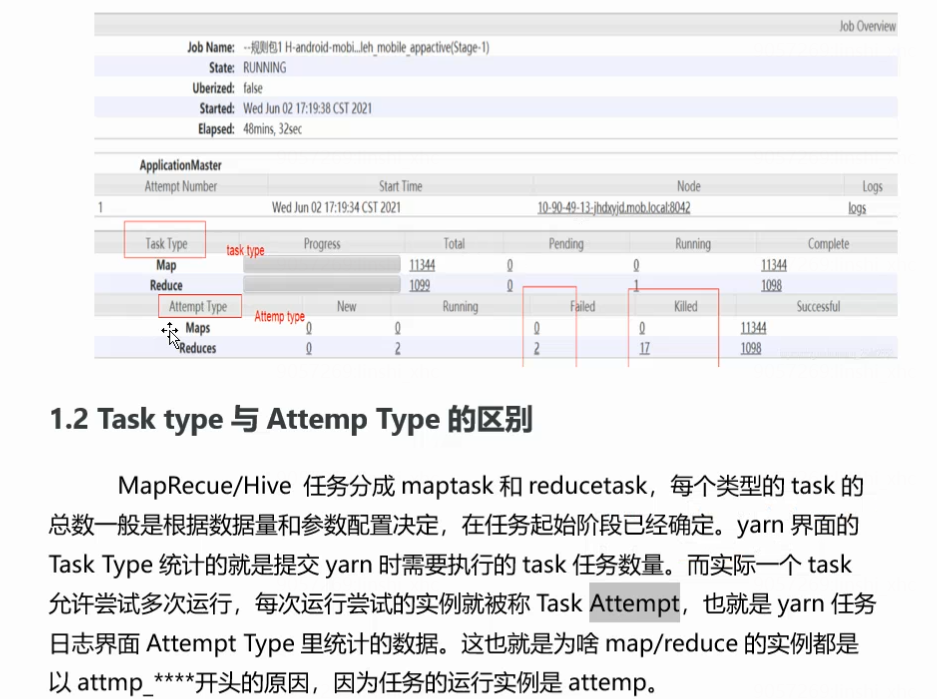 Job Overview
Job Name: --规则包1 H-android-mobi...leh_mobile_appactive(Stage-1)
State: RUNNING
Uberized: false
Started: Wed Jun 02 17:19:38 CST 2021
Elapsed: 48mins, 32sec
ApplicationMaster
Attempt Number Start Time Node Logs
1 Wed Jun 02 17:19:34 CST 2021 10-90-49-13-jhdxyjd.mob.local:8042 logs
Task Type task type Progress Total Pending Running Complete
Map 11344 0 0 11344
Reduce 1099 0 1 1098
Attempt Type Attemp type New Running Failed Killed Successful
Maps 0 0 0 0 11344
Reduces 0 2 2 17 1098
1.2 Task type 与 Attemp Type 的区别
MapRecue/Hive 任务分成 maptask 和 reducetask，每个类型的 task 的
总数一般是根据数据量和参数配置决定，在任务起始阶段已经确定。yarn 界面的
Task Type 统计的就是提交 yarn 时需要执行的 task 任务数量。而实际一个 task
允许尝试多次运行，每次运行尝试的实例就被称 Task Attempt，也就是 yarn 任务
日志界面 Attempt Type 里统计的数据。这也就是为啥 map/reduce 的实例都是
以 attmp_****开头的原因，因为任务的运行实例是 attemp。